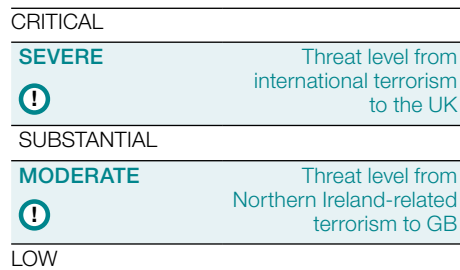 CRITICAL
SEVERE
Threat level from
international terrorism
to the UK
!
SUBSTANTIAL
MODERATE
Threat level from
Northern Ireland-related
terrorism to GB
!
LOW